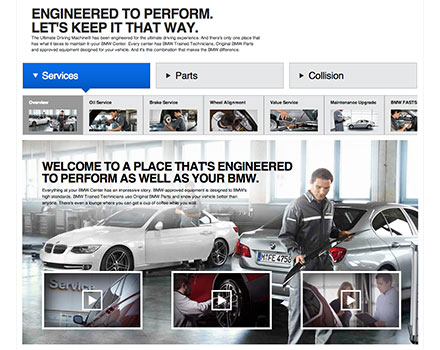 ENGINEERED TO PERFORM.
LET'S KEEP IT THAT WAY.
The Ultimate Driving Machine® has been engineered for the ultimate driving experience. And there's only one place that
has what it takes to maintain it your BMW Center. Every center has BMW Trained Technicians, Original BMW Parts
and approved equipment designed for your vehicle. And it's this combination that makes the BMW difference.
Services
Parts
Collision
Overview
Oil Service
Brake Service
Wheel Alignment
Value Service
Maintenance Upgrade
BMW FASTS
WELCOME TO A PLACE THAT'S ENGINEERED
TO PERFORM AS WELL AS YOUR BMW.
Everything at your BMW Center has an impressive story. BMW approved equipment is designed to BMW's
high standards. BMW Trained Technicians use Original BMW Parts and know your vehicle better than
anyone. There's even a lounge where you can get a cup of coffee while you wait.
M·FE 4758
Service